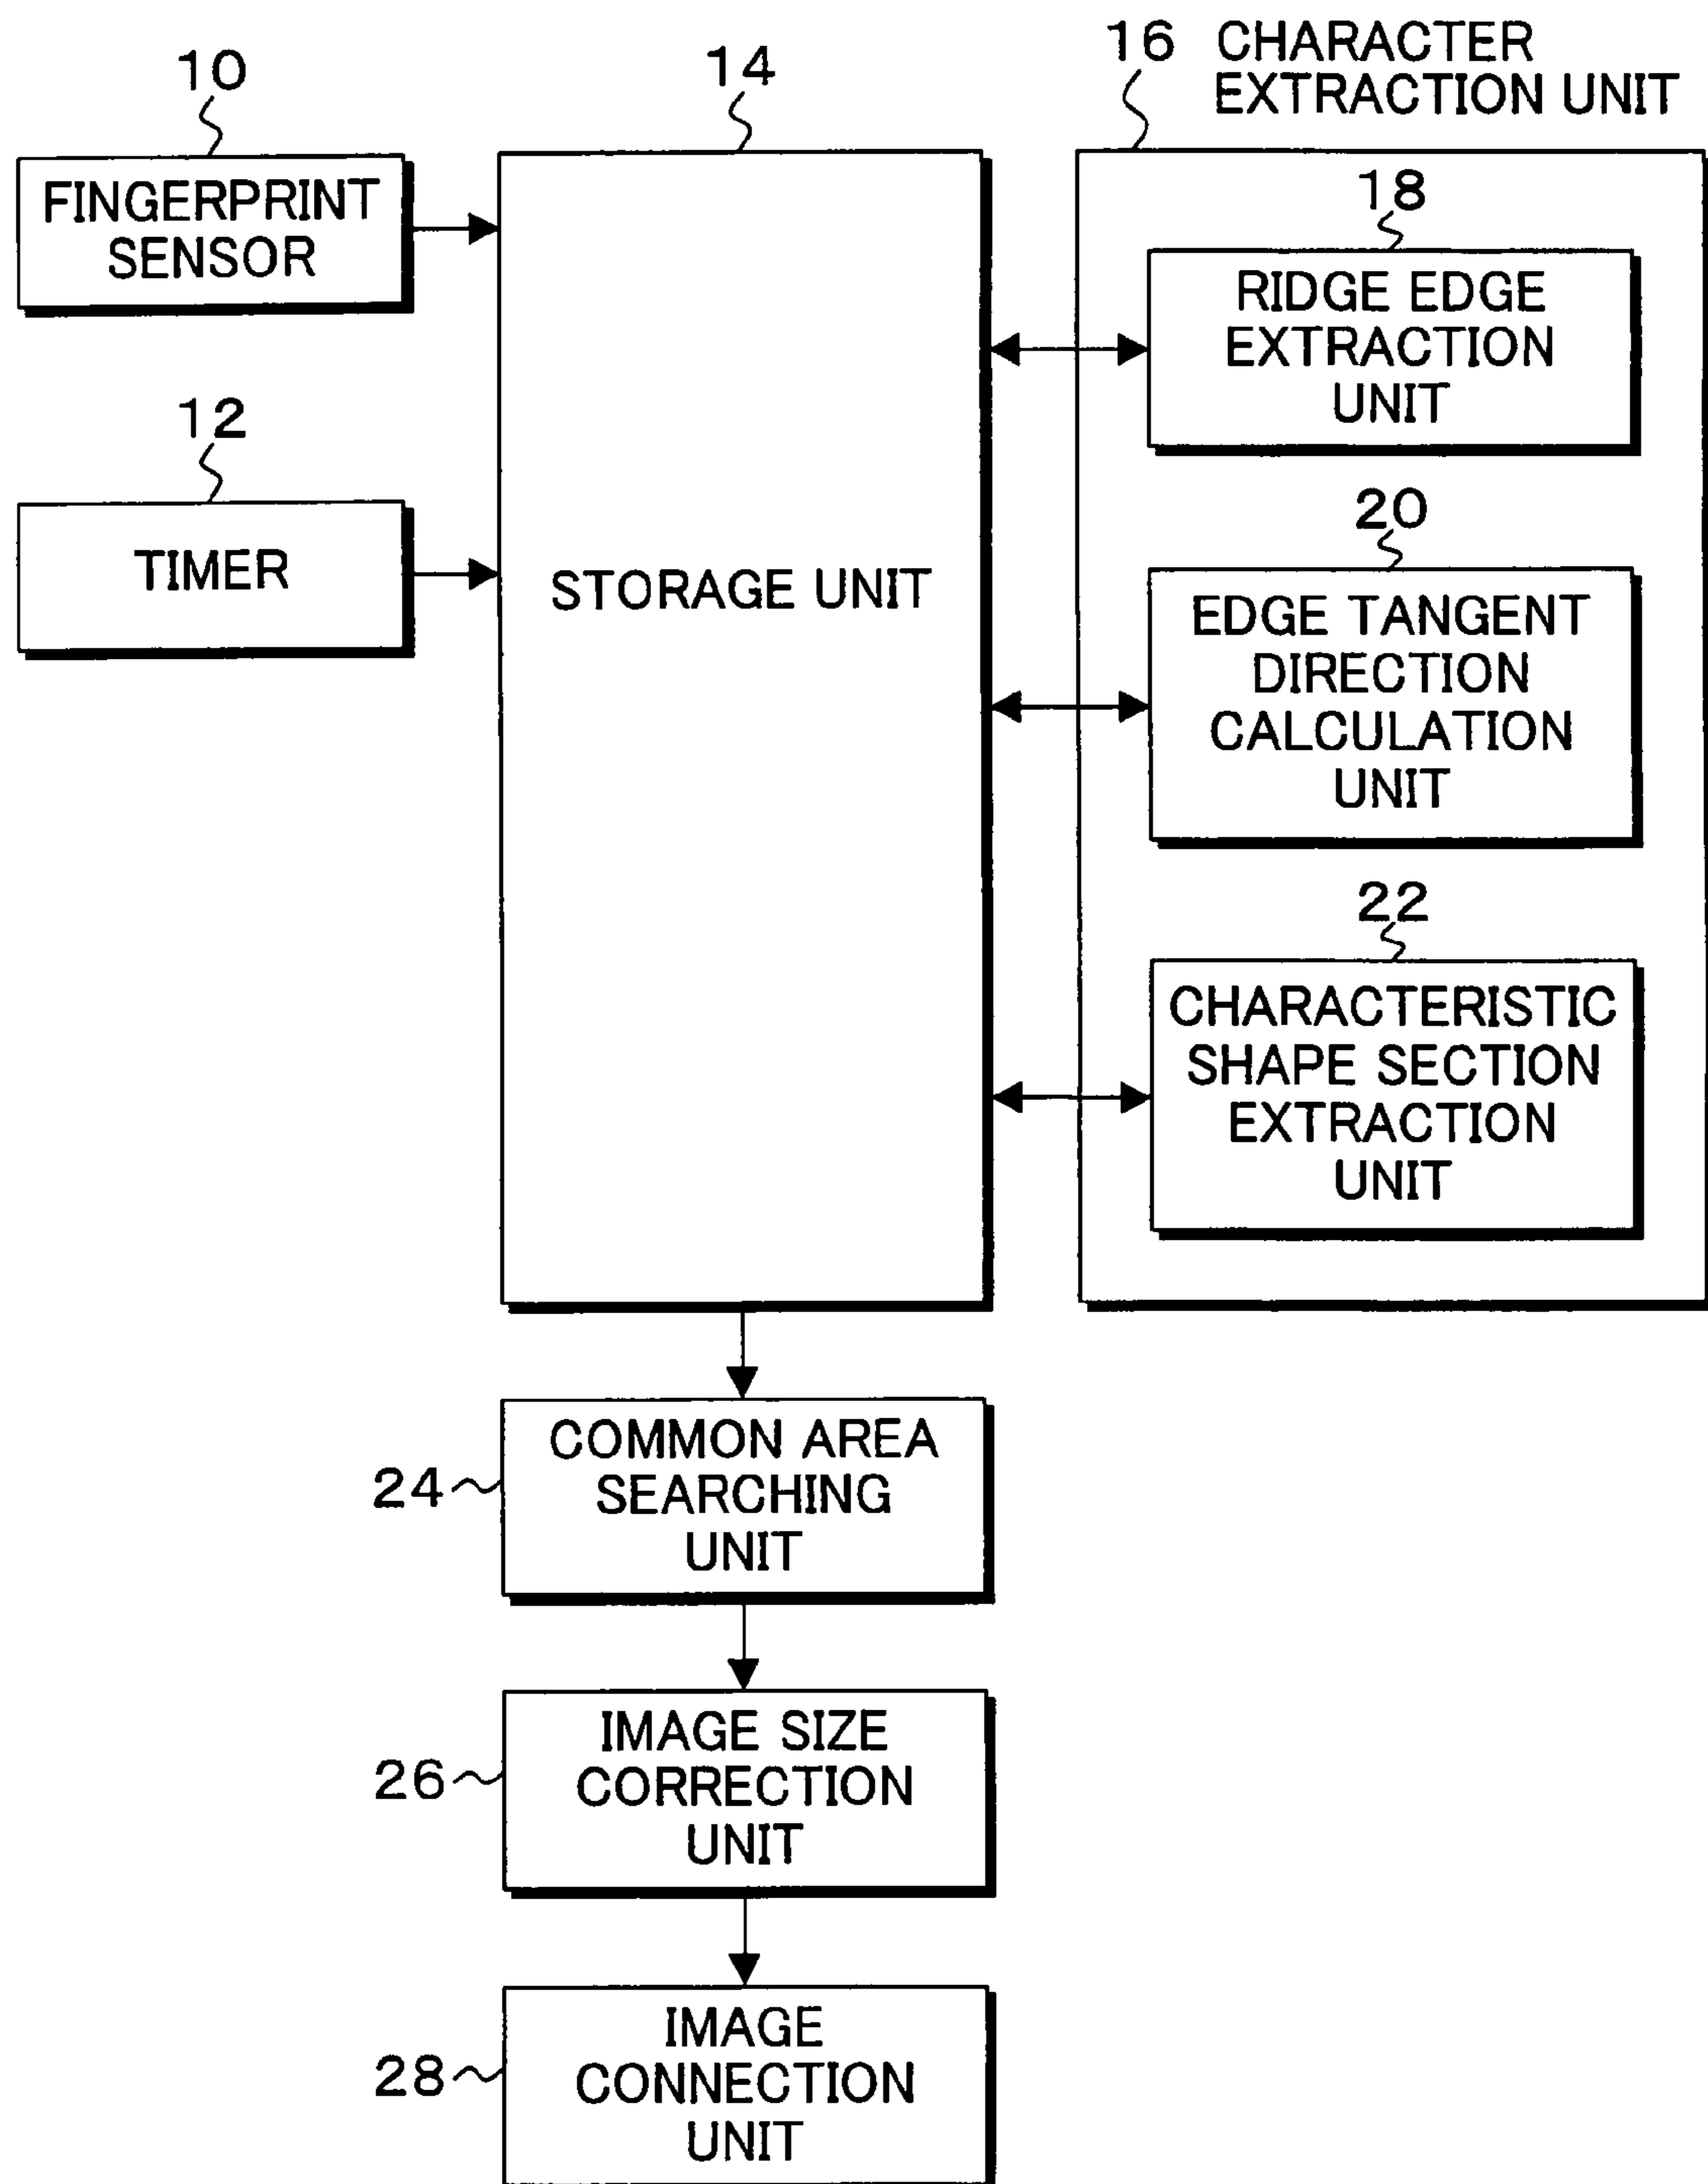 10
FINGERPRINT
SENSOR
12
TIMER
14
STORAGE UNIT
16 CHARACTER
EXTRACTION UNIT
18
RIDGE EDGE
EXTRACTION
UNIT
20
EDGE TANGENT
DIRECTION
CALCULATION
UNIT
22
CHARACTERISTIC
SHAPE SECTION
EXTRACTION
UNIT
24
COMMON AREA
SEARCHING
UNIT
26
IMAGE SIZE
CORRECTION
UNIT
28
IMAGE
CONNECTION
UNIT